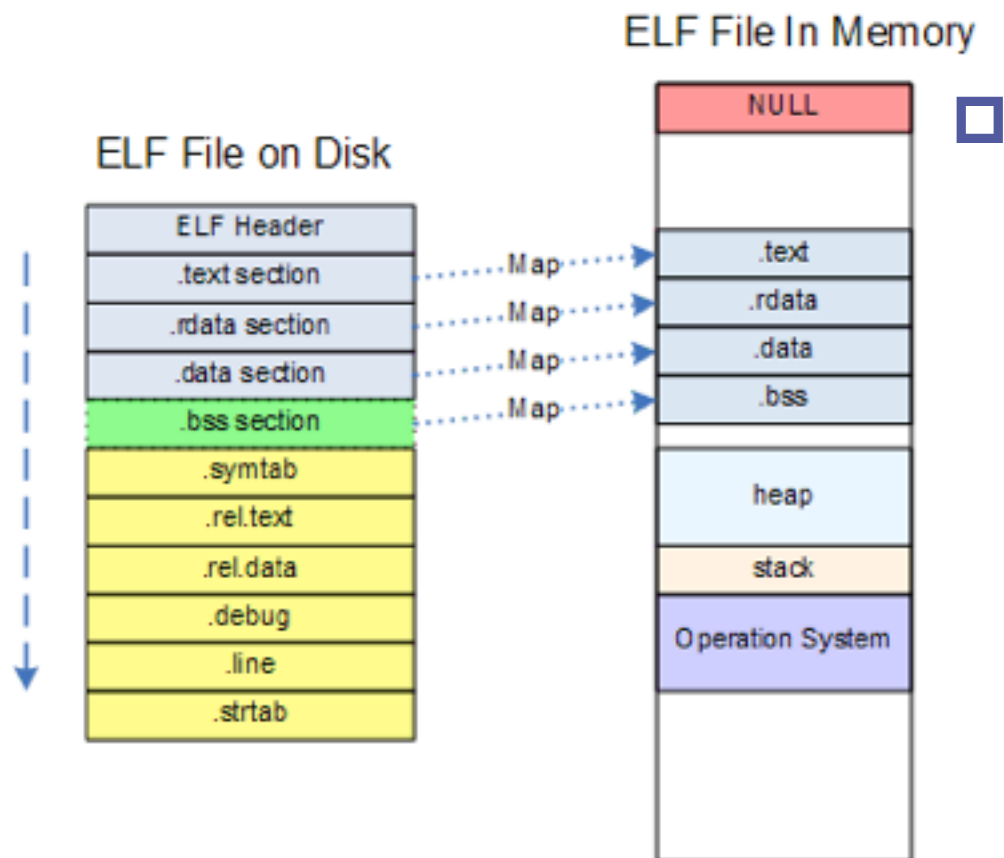 ELF File In Memory
ELF File on Disk
ELF Header
.text section
.rdata section
.data section
.bss section
.symtab
.rel.text
.rel.data
.debug
.line
.strtab
Map
Map
Map
Map
NULL
.text
.rdata
.data
.bss
heap
stack
Operation System